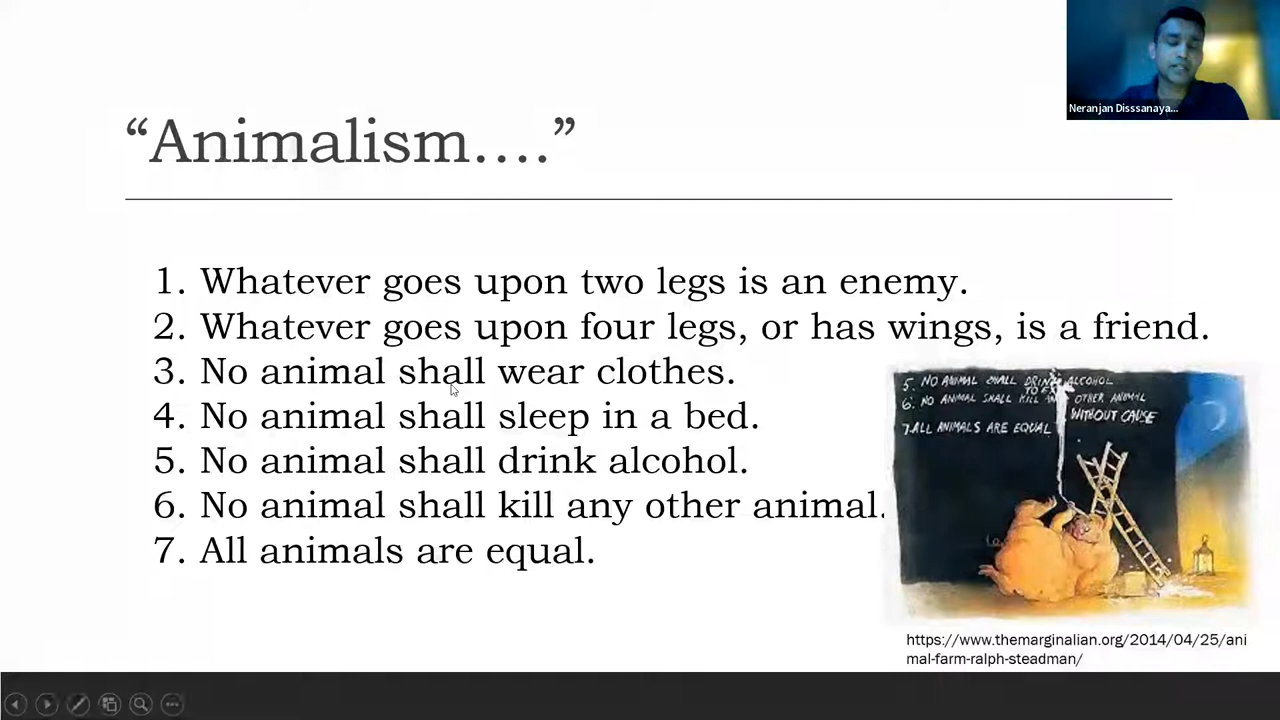 Neranjan Disssanaya...
“Animalism....”
1. Whatever goes upon two legs is an enemy.
2. Whatever goes upon four legs, or has wings, is a friend.
3. No animal shall wear clothes.
4. No animal shall sleep in a bed.
5. No animal shall drink alcohol.
6. No animal shall kill any other animal.
7. All animals are equal.
5. NO ANIMAL SHALL DRINK ALCOHOL
TO EX
6. NO ANIMAL SHALL KILL AN OTHER ANIMAL
WITHOUT CAUSE
7. ALL ANIMALS ARE EQUAL
https://www.themarginalian.org/2014/04/25/ani
mal-farm-ralph-steadman/